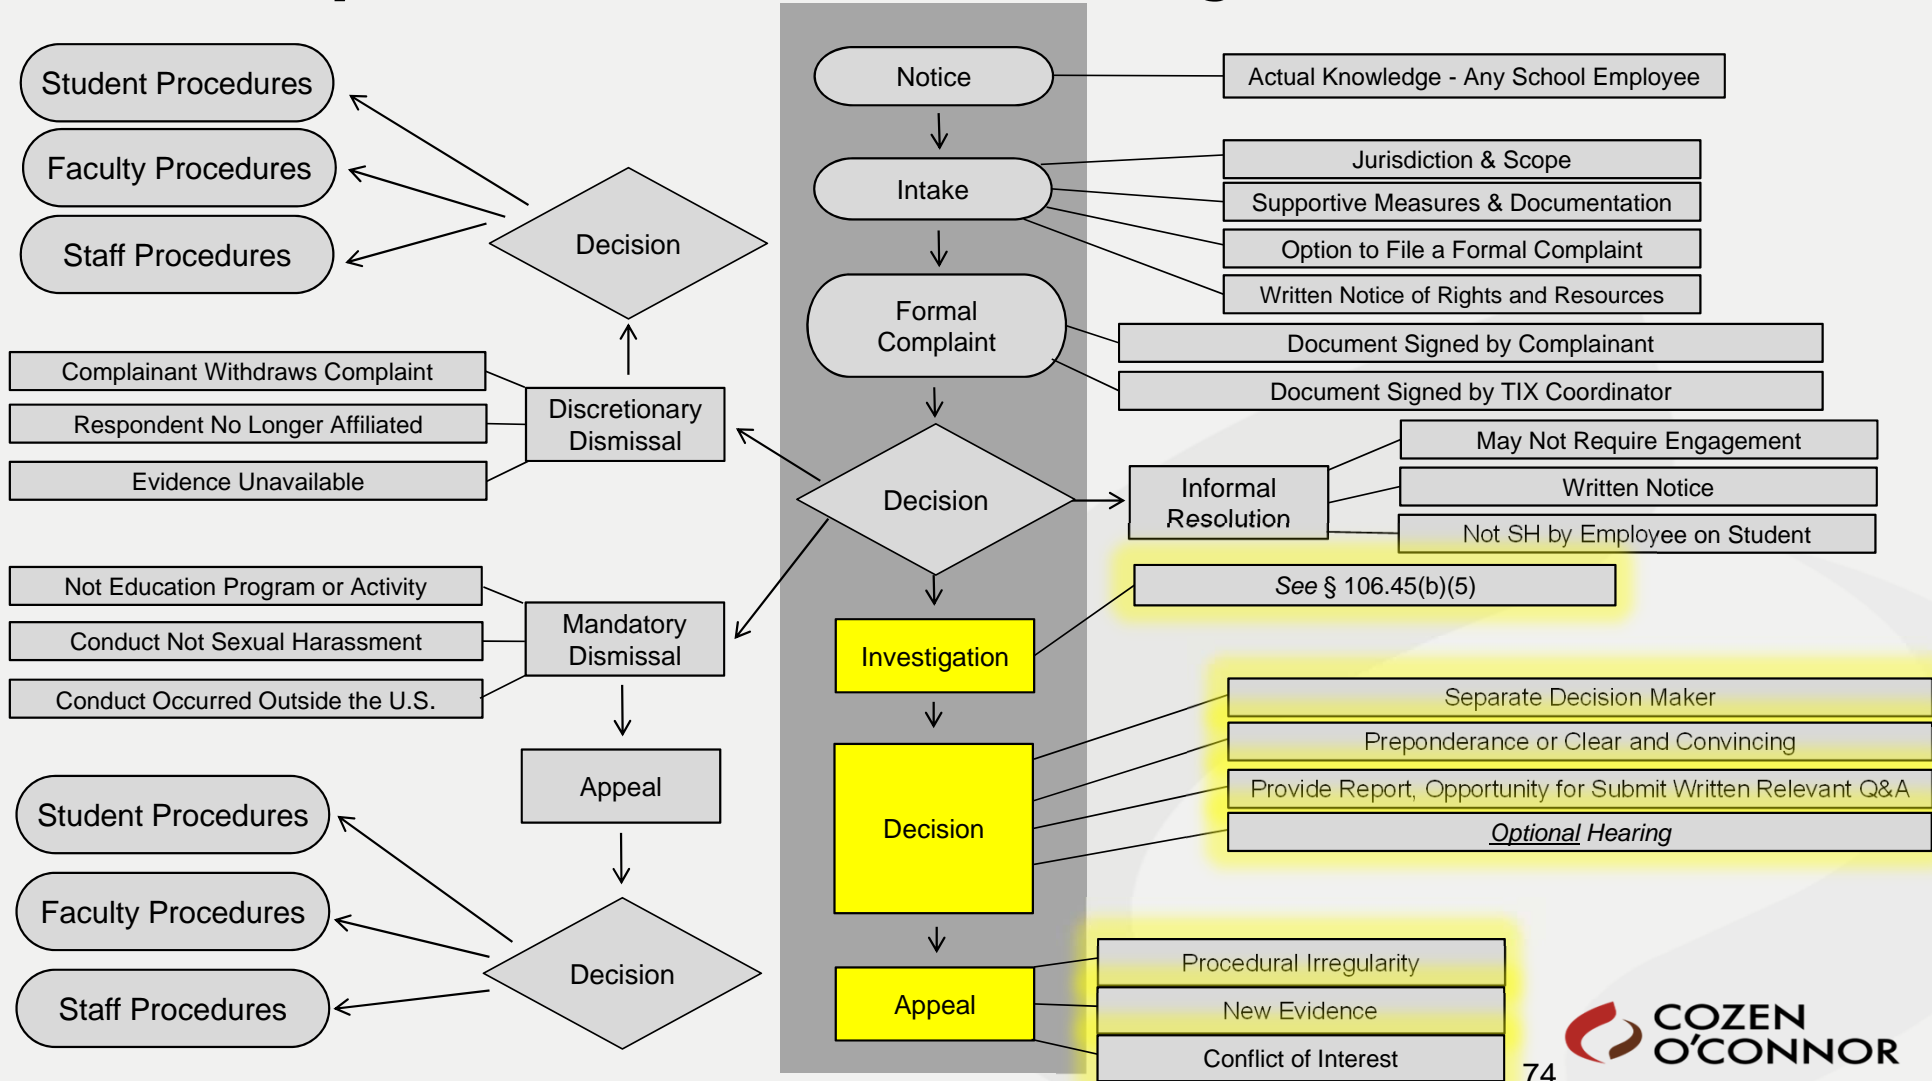 Student Procedures
Faculty Procedures
Staff Procedures
Decision
Complainant Withdraws Complaint
Respondent No Longer Affiliated
Evidence Unavailable
Discretionary
Dismissal
Not Education Program or Activity
Conduct Not Sexual Harassment
Conduct Occurred Outside the U.S.
Mandatory
Dismissal
Appeal
Student Procedures
Faculty Procedures
Staff Procedures
Decision
Notice
Intake
Formal
Complaint
Decision
Investigation
Decision
Appeal
Actual Knowledge - Any School Employee
Jurisdiction & Scope
Supportive Measures & Documentation
Option to File a Formal Complaint
Written Notice of Rights and Resources
Document Signed by Complainant
Document Signed by TIX Coordinator
Informal
Resolution
May Not Require Engagement
Written Notice
Not SH by Employee on Student
See § 106.45(b)(5)
Separate Decision Maker
Preponderance or Clear and Convincing
Provide Report, Opportunity for Submit Written Relevant Q&A
Optional Hearing
Procedural Irregularity
New Evidence
Conflict of Interest
74
COZEN
O'CONNOR